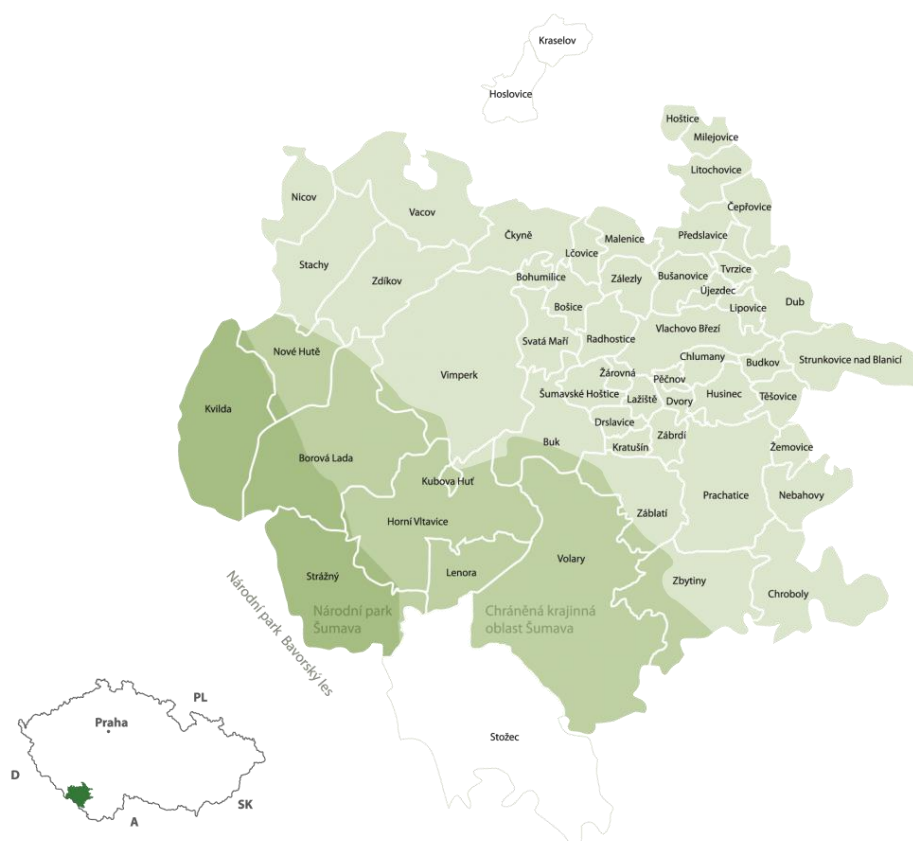 Kraselov
Hoslovice
Hoštice
Milejovice
Litochovice
Nicov
Vacov
Čepřovice
Čkyně
Lčovice
Malenice
Předslavice
Stachy
Zdíkov
Bohumilice
Zálezly
Bušanovice
Tvrzice
Újezdec
Bošice
Lipovice
Dub
Svatá Maří
Radhostice
Vlachovo Březí
Nové Hutě
Vimperk
Chlumany
Budkov
Strunkovice nad Blanicí
Žárovná
Pěčnov
Šumavské Hoštice
Lažiště
Dvory
Husinec
Těšovice
Kvilda
Drslavice
Zábrdí
Buk
Kratušín
Žemovice
Borová Lada
Kubova Huť
Prachatice
Nebahovy
Záblatí
Horní Vltavice
Volary
Strážný
Lenora
Zbytiny
Chroboly
Národní park
Šumava
Chráněná krajinná
oblast Šumava
Národní park Bavorský les
Stožec
PL
Praha
D
SK
A